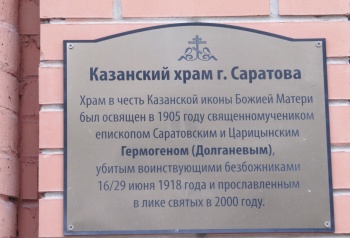 Казанский храм г. Саратова
Храм в честь Казанской иконы Божией Матери
был освящен в 1905 году священномучеником
епископом Саратовским и Царицынским
Гермогеном (Долганевым),
убитым воинствующими безбожниками
16/29 июня 1918 года и прославленным
в лике святых в 2000 году.